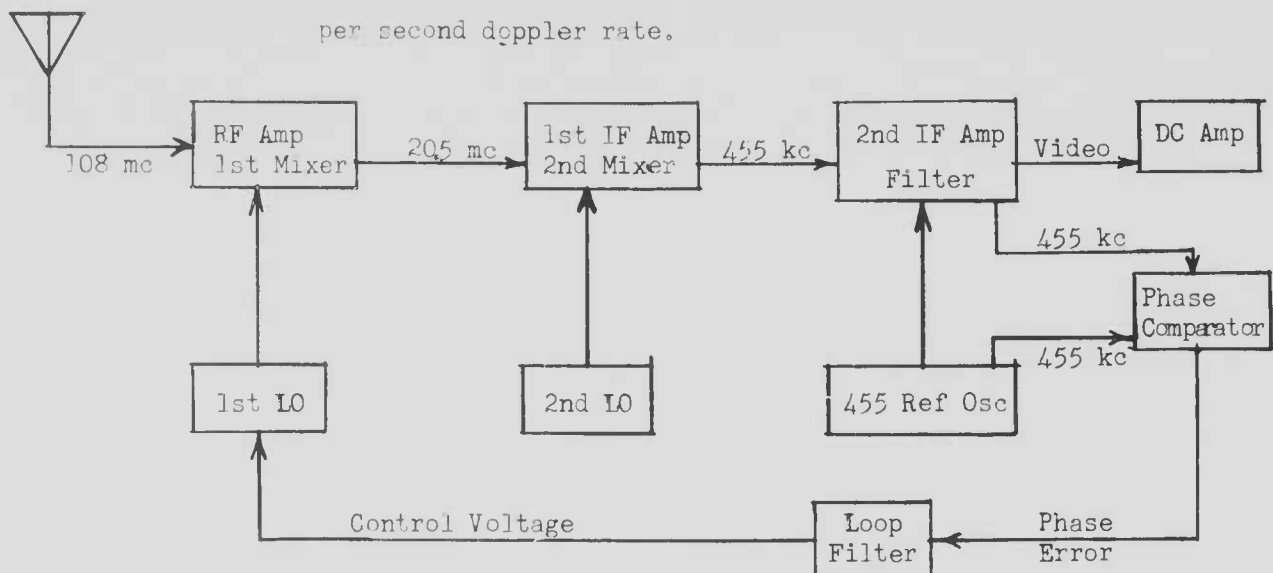 per second doppler rate.
RF Amp
1st Mixer
1st IF Amp
2nd Mixer
2nd IF Amp
Filter
DC Amp
108 mc
20.5 mc
455 kc
Video
455 kc
Phase
Comparator
455 kc
1st LO
2nd LO
455 Ref Osc
Control Voltage
Loop
Filter
Phase
Error